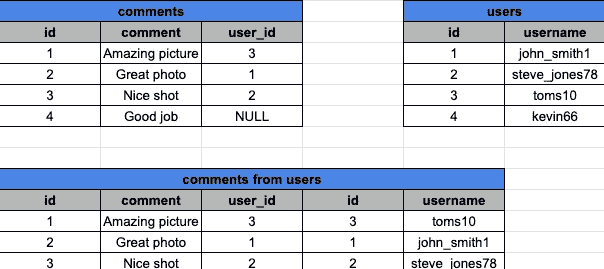 comments users
id comment user_id id username
1 Amazing picture 3 1 john_smith1
2 Great photo 1 2 steve_jones78
3 Nice shot 2 3 toms10
4 Good job NULL 4 kevin66
comments from users
id comment user_id id username
1 Amazing picture 3 3 toms10
2 Great photo 1 1 john_smith1
3 Nice shot 2 2 steve_jones78